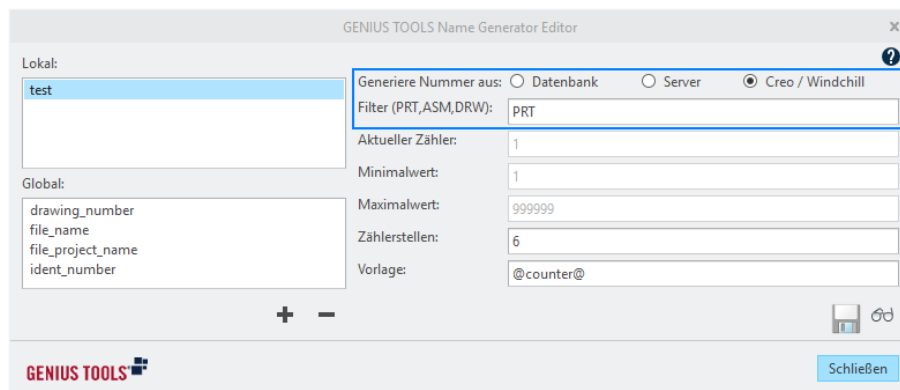 GENIUS TOOLS Name Generator Editor x
Lokal:
test
Global:
drawing_number
file_name
file_project_name
ident_number
?
Generiere Nummer aus: Datenbank Server Creo / Windchill
Filter (PRT,ASM,DRW): PRT
Aktueller Zähler: 1
Minimalwert: 1
Maximalwert: 999999
Zählerstellen: 6
Vorlage: @counter@
+ −
GENIUS TOOLS
Schließen